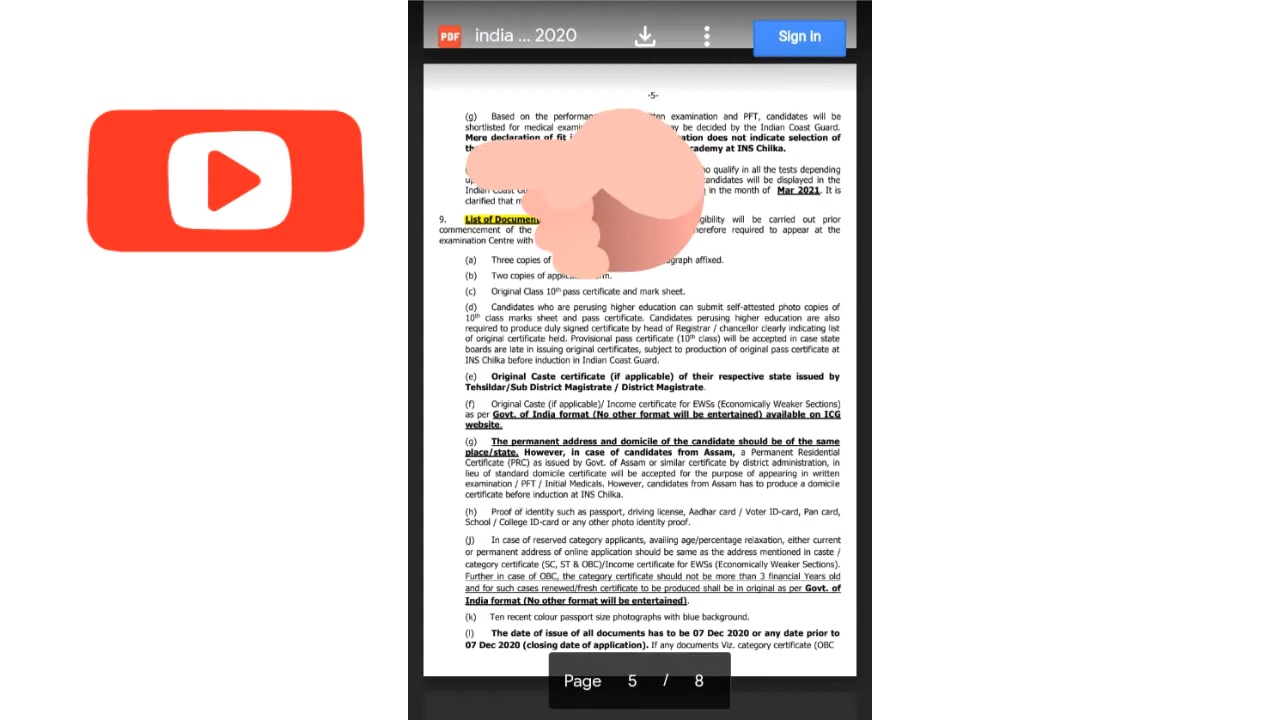 PDF india ... 2020 Sign in
-5-
(g) Based on the examination and PFT, candidates will be
shortlisted for medical be decided by the Indian Coast Guard.
Mere declaration of fit does not indicate selection of
at INS Chilka.
qualify in all the tests depending
candidates will be displayed in the
Indian Coast in the month of Mar 2021. It is
clarified that
9. List of will be carried out prior
commencement of the therefore required to appear at the
examination Centre with
(a) Three copies of affixed.
(b) Two copies of
(c) Original Class 10th pass certificate and mark sheet.
(d) Candidates who are perusing higher education can submit self-attested photo copies of
10th class marks sheet and pass certificate. Candidates perusing higher education are also
required to produce duly signed certificate by head of Registrar / chancellor clearly indicating list
of original certificate held. Provisional pass certificate (10th class) will be accepted in case state
boards are late in issuing original certificates, subject to production of original pass certificate at
INS Chilka before induction in Indian Coast Guard.
(e) Original Caste certificate (if applicable) of their respective state issued by
Tehsildar/Sub District Magistrate / District Magistrate.
(f) Original Caste (if applicable)/ Income certificate for EWSs (Economically Weaker Sections)
as per Govt. of India format (No other format will be entertained) available on ICG
website.
(g) The permanent address and domicile of the candidate should be of the same
place/state. However, in case of candidates from Assam, a Permanent Residential
Certificate (PRC) as issued by Govt. of Assam or similar certificate by district administration, in
lieu of standard domicile certificate will be accepted for the purpose of appearing in written
examination / PFT / Initial Medicals. However, candidates from Assam has to produce a domicile
certificate before induction at INS Chilka.
(h) Proof of identity such as passport, driving license, Aadhar card / Voter ID-card, Pan card,
School / College ID-card or any other photo identity proof.
(j) In case of reserved category applicants, availing age/percentage relaxation, either current
or permanent address of online application should be same as the address mentioned in caste /
category certificate (SC, ST & OBC)/Income certificate for EWSs (Economically Weaker Sections).
Further in case of OBC, the category certificate should not be more than 3 financial Years old
and for such cases renewed/fresh certificate to be produced shall be in original as per Govt. of
India format (No other format will be entertained).
(k) Ten recent colour passport size photographs with blue background.
(l) The date of issue of all documents has to be 07 Dec 2020 or any date prior to
07 Dec 2020 (closing date of application). If any documents Viz. category certificate (OBC
Page 5 / 8